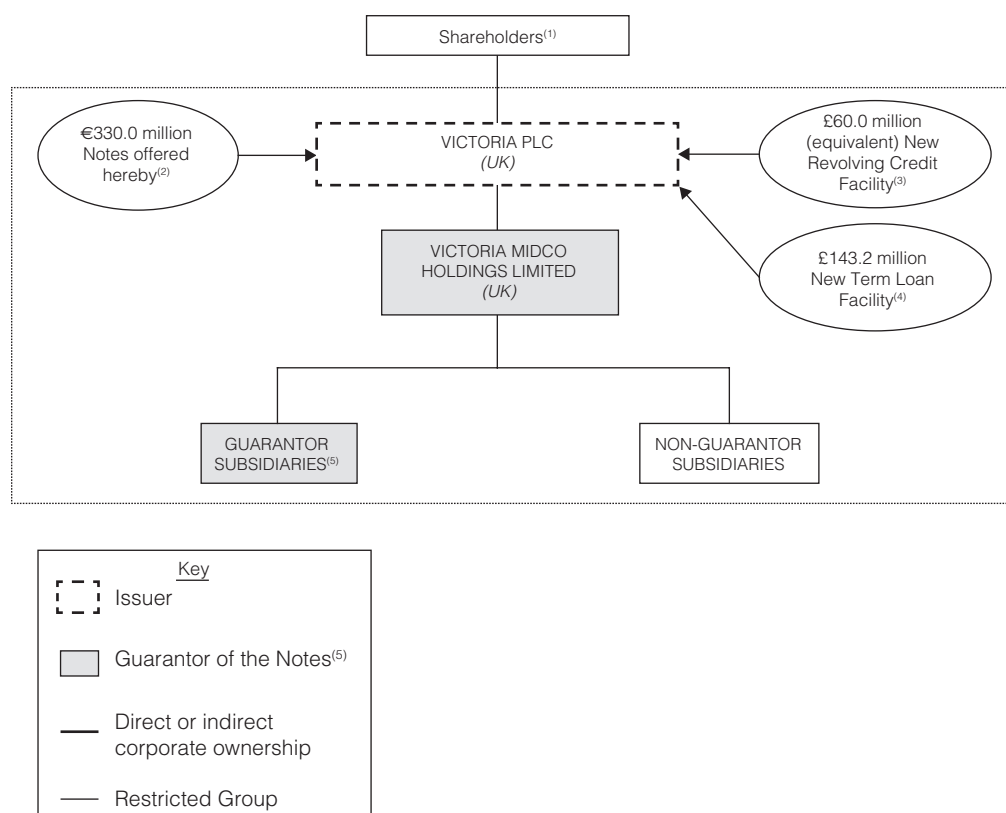 Shareholders(1)
€330.0 million
Notes offered
hereby(2)
VICTORIA PLC
(UK)
£60.0 million
(equivalent) New
Revolving Credit
Facility(3)
VICTORIA MIDCO
HOLDINGS LIMITED
(UK)
£143.2 million
New Term Loan
Facility(4)
GUARANTOR
SUBSIDIARIES(5)
NON-GUARANTOR
SUBSIDIARIES
Key
Issuer
Guarantor of the Notes(5)
Direct or indirect
corporate ownership
Restricted Group